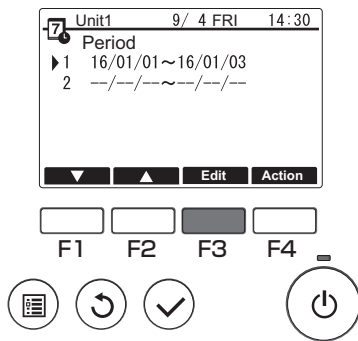 7 Unit1 9/ 4 FRI 14:30
Period
1 16/01/01~16/01/03
2 --/--/--~--/--/--
Edit Action
F1 F2 F3 F4